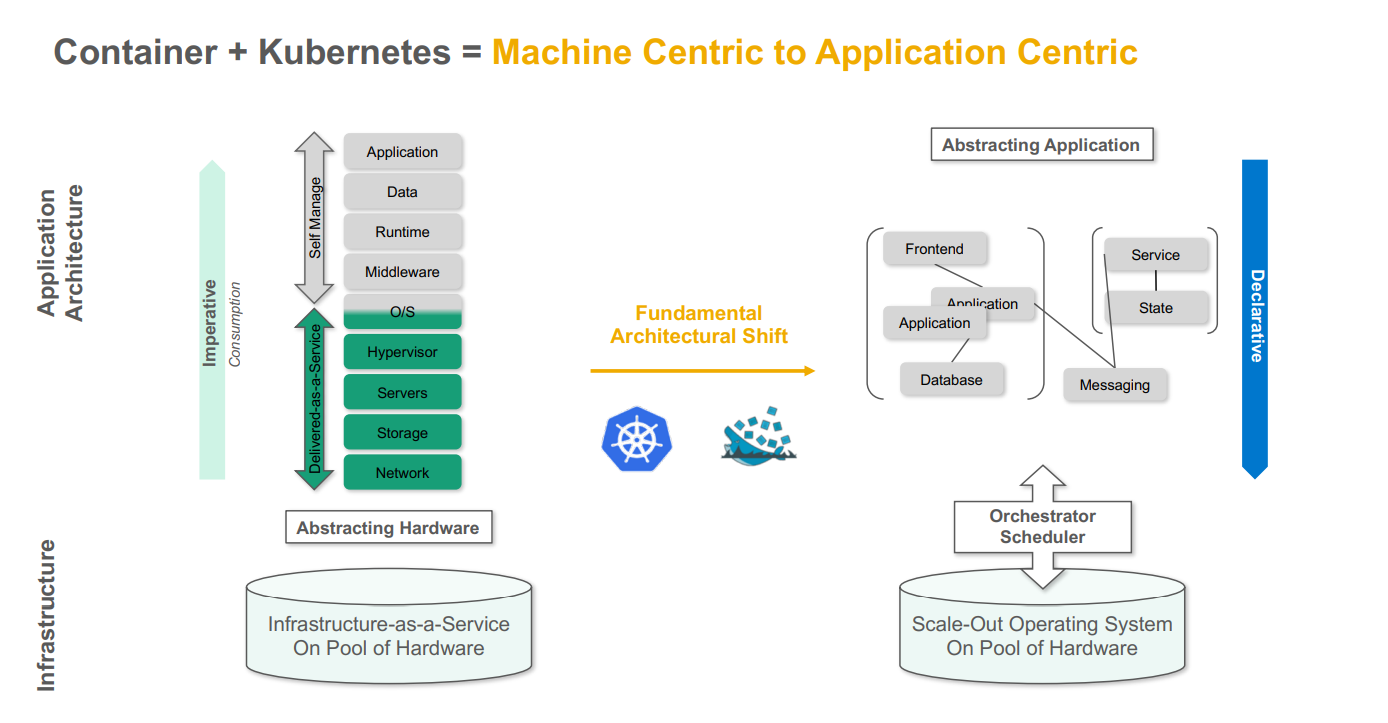 Container + Kubernetes = Machine Centric to Application Centric
Application
Architecture
Imperative
Consumption
Self Manage
Delivered-as-a-Service
Application
Data
Runtime
Middleware
O/S
Hypervisor
Servers
Storage
Network
Abstracting Hardware
Infrastructure
Infrastructure-as-a-Service
On Pool of Hardware
Fundamental
Architectural Shift
Abstracting Application
Frontend
Application
Application
Database
Service
State
Messaging
Declarative
Orchestrator
Scheduler
Scale-Out Operating System
On Pool of Hardware